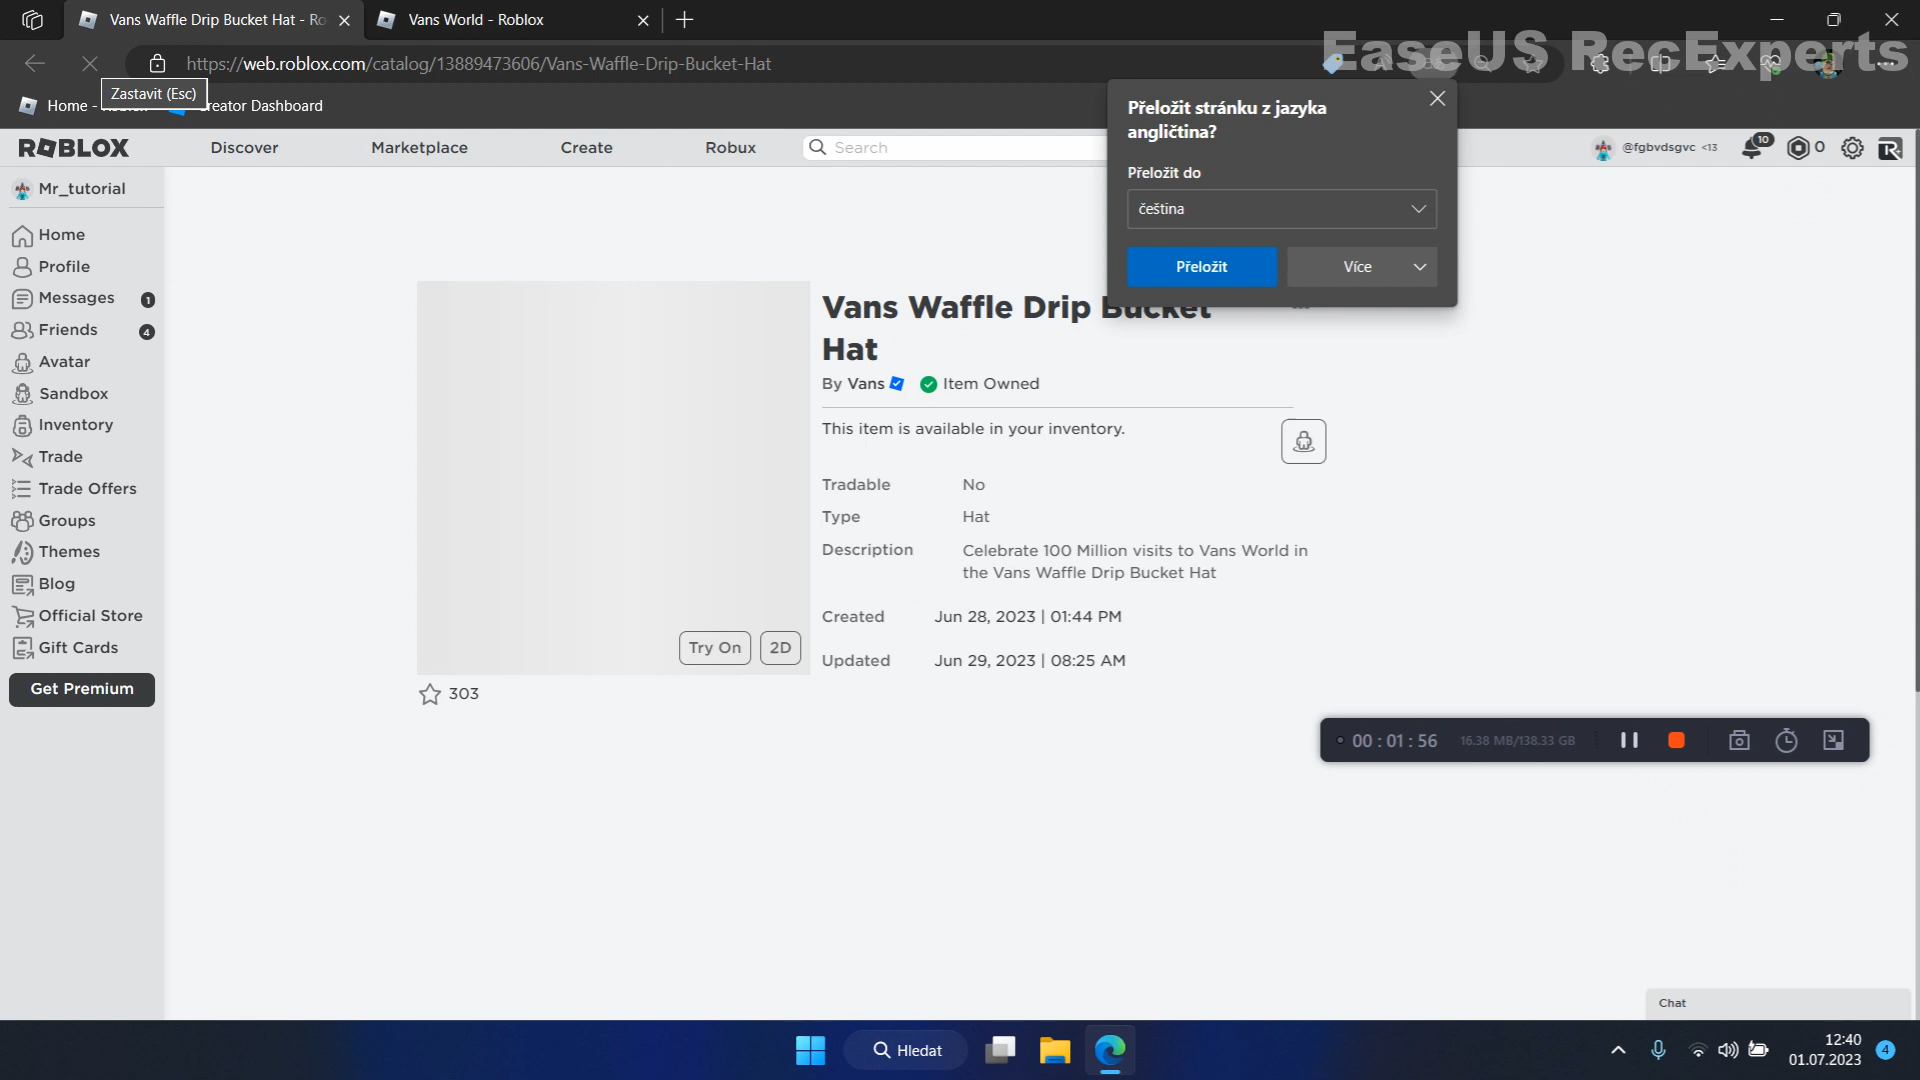 Vans Waffle Drip Bucket Hat - Ro
Vans World - Roblox
EaseUS RecExperts
https://web.roblox.com/catalog/13889473606/Vans-Waffle-Drip-Bucket-Hat
Zastavit (Esc)
Home -
reator Dashboard
Přeložit stránku z jazyka
angličtina?
Přeložit do
čeština
Přeložit
Více
ROBLOX
Discover
Marketplace
Create
Robux
Search
@fgbvdsgvc <13
10
0
Mr_tutorial
Home
Profile
Messages 1
Friends 4
Avatar
Sandbox
Inventory
Trade
Trade Offers
Groups
Themes
Blog
Official Store
Gift Cards
Get Premium
Vans Waffle Drip Bucket
Hat
By Vans Item Owned
This item is available in your inventory.
Tradable No
Type Hat
Description Celebrate 100 Million visits to Vans World in
the Vans Waffle Drip Bucket Hat
Created Jun 28, 2023 | 01:44 PM
Updated Jun 29, 2023 | 08:25 AM
Try On
2D
303
00 : 01 : 56
16.38 MB/138.33 GB
Chat
Hledat
12:40
01.07.2023
4